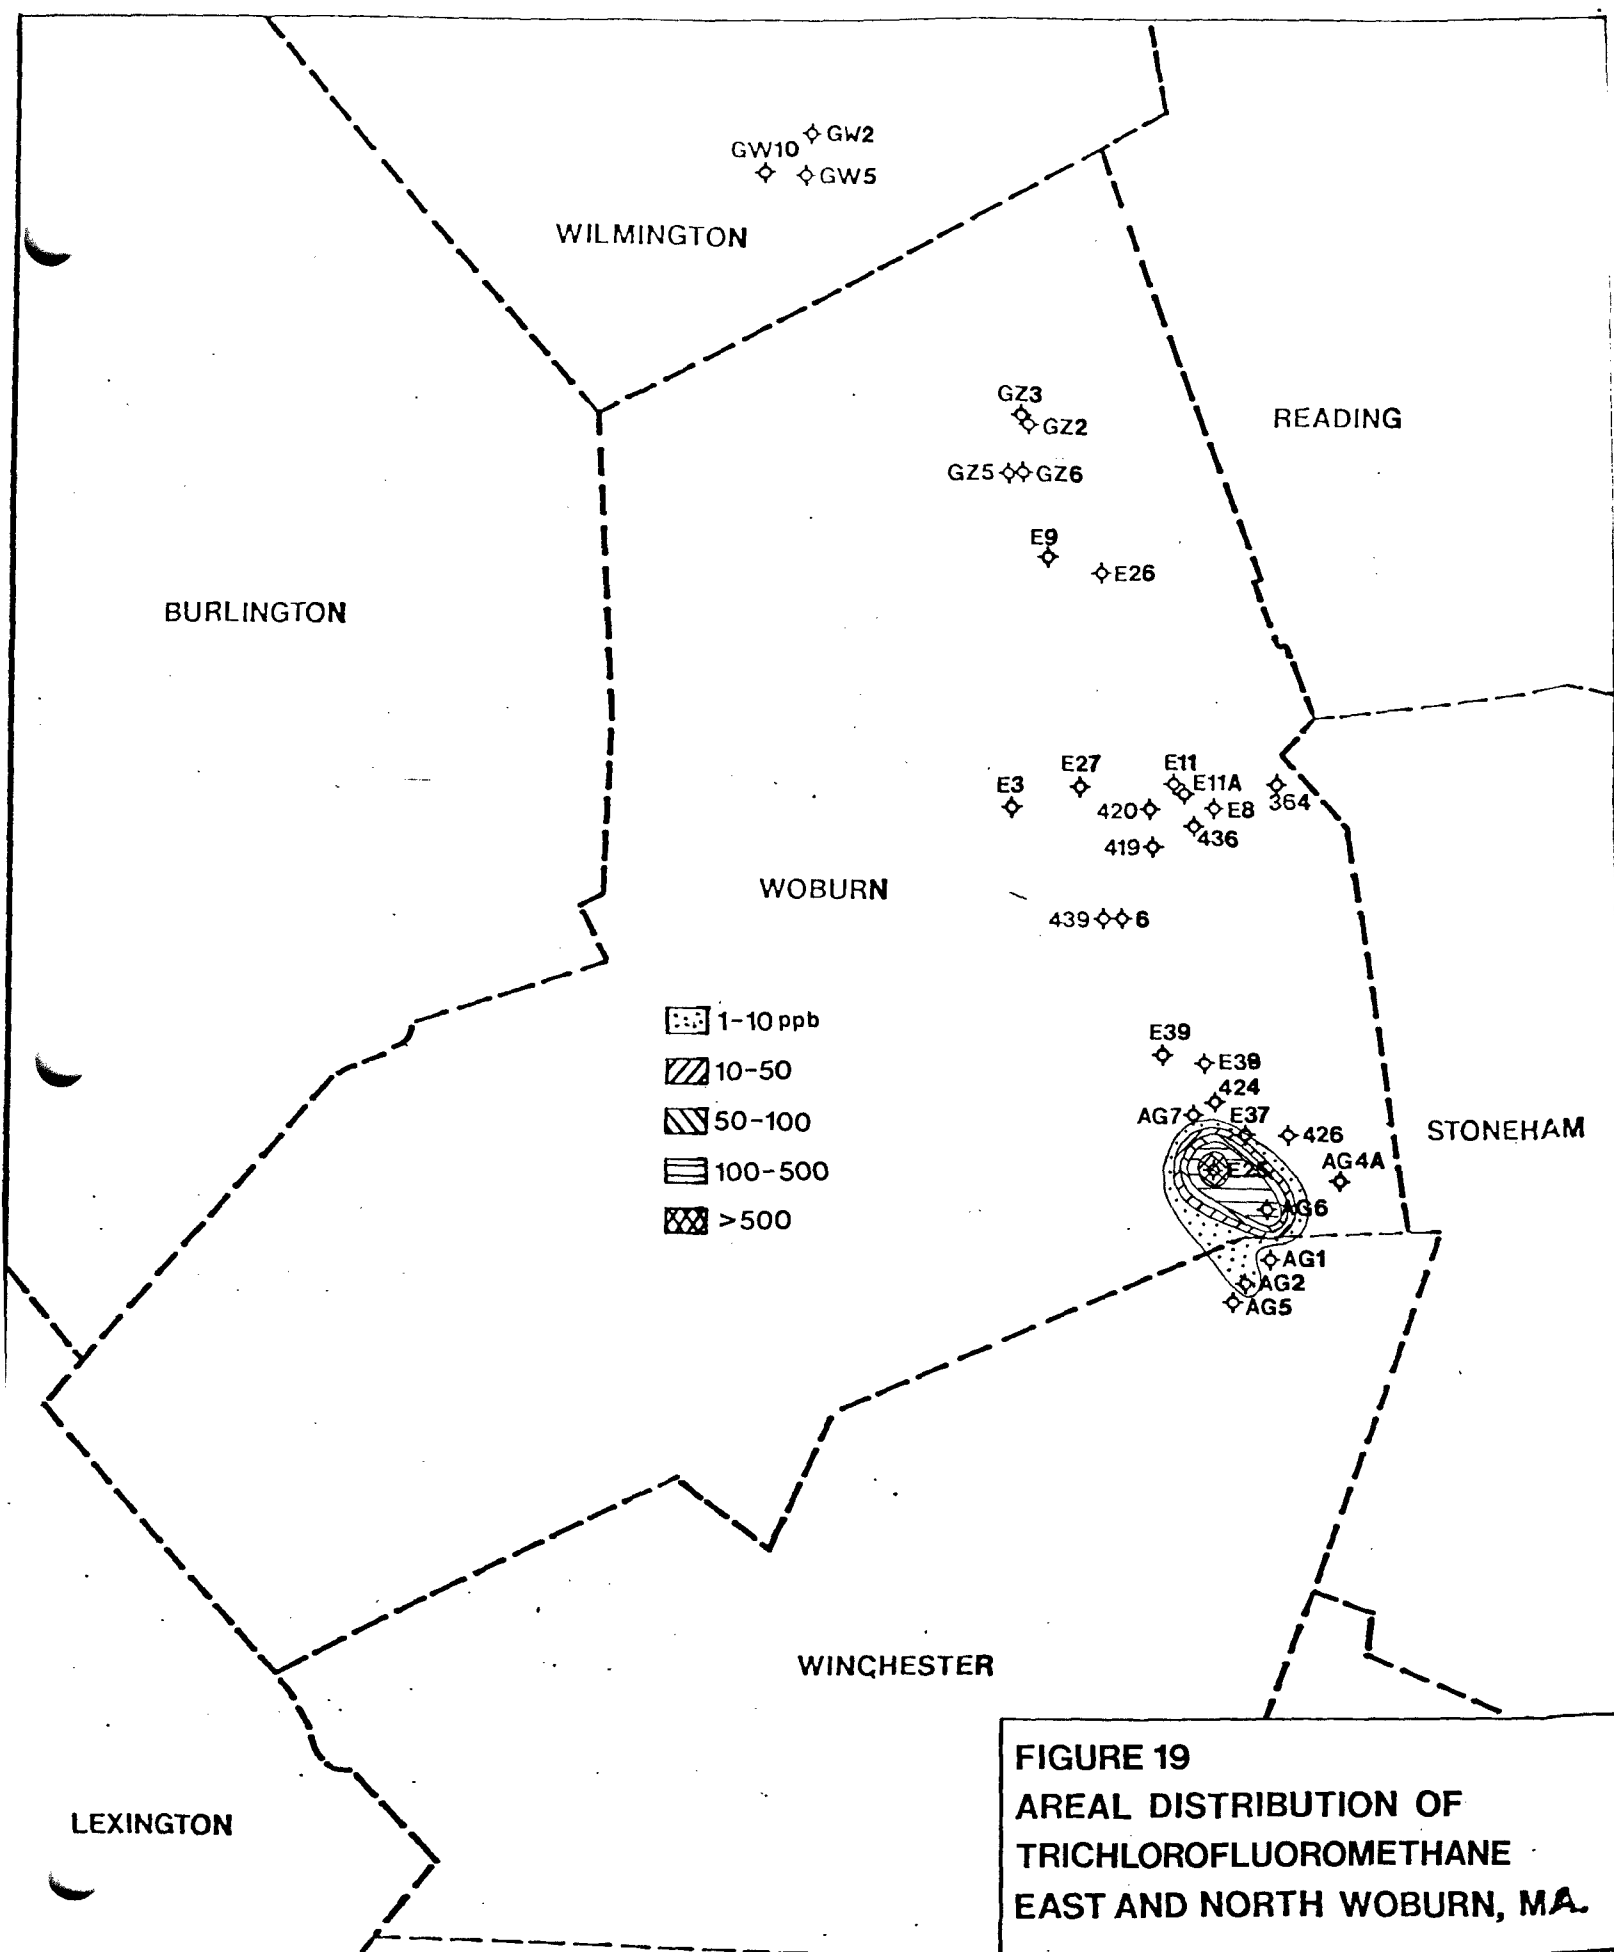 GW2
GW10
GW5
WILMINGTON
GZ3
GZ2
READING
GZ5
GZ6
E9
E26
BURLINGTON
E27
E11
E3
E11A
420
E8
364
436
419
WOBURN
439
6
1-10 ppb
10-50
50-100
100-500
>500
E39
E38
424
AG7
E37
426
STONEHAM
AG4A
E25
AG6
AG1
AG2
AG5
WINCHESTER
LEXINGTON
FIGURE 19
AREAL DISTRIBUTION OF
TRICHLOROFLUOROMETHANE
EAST AND NORTH WOBURN, MA.